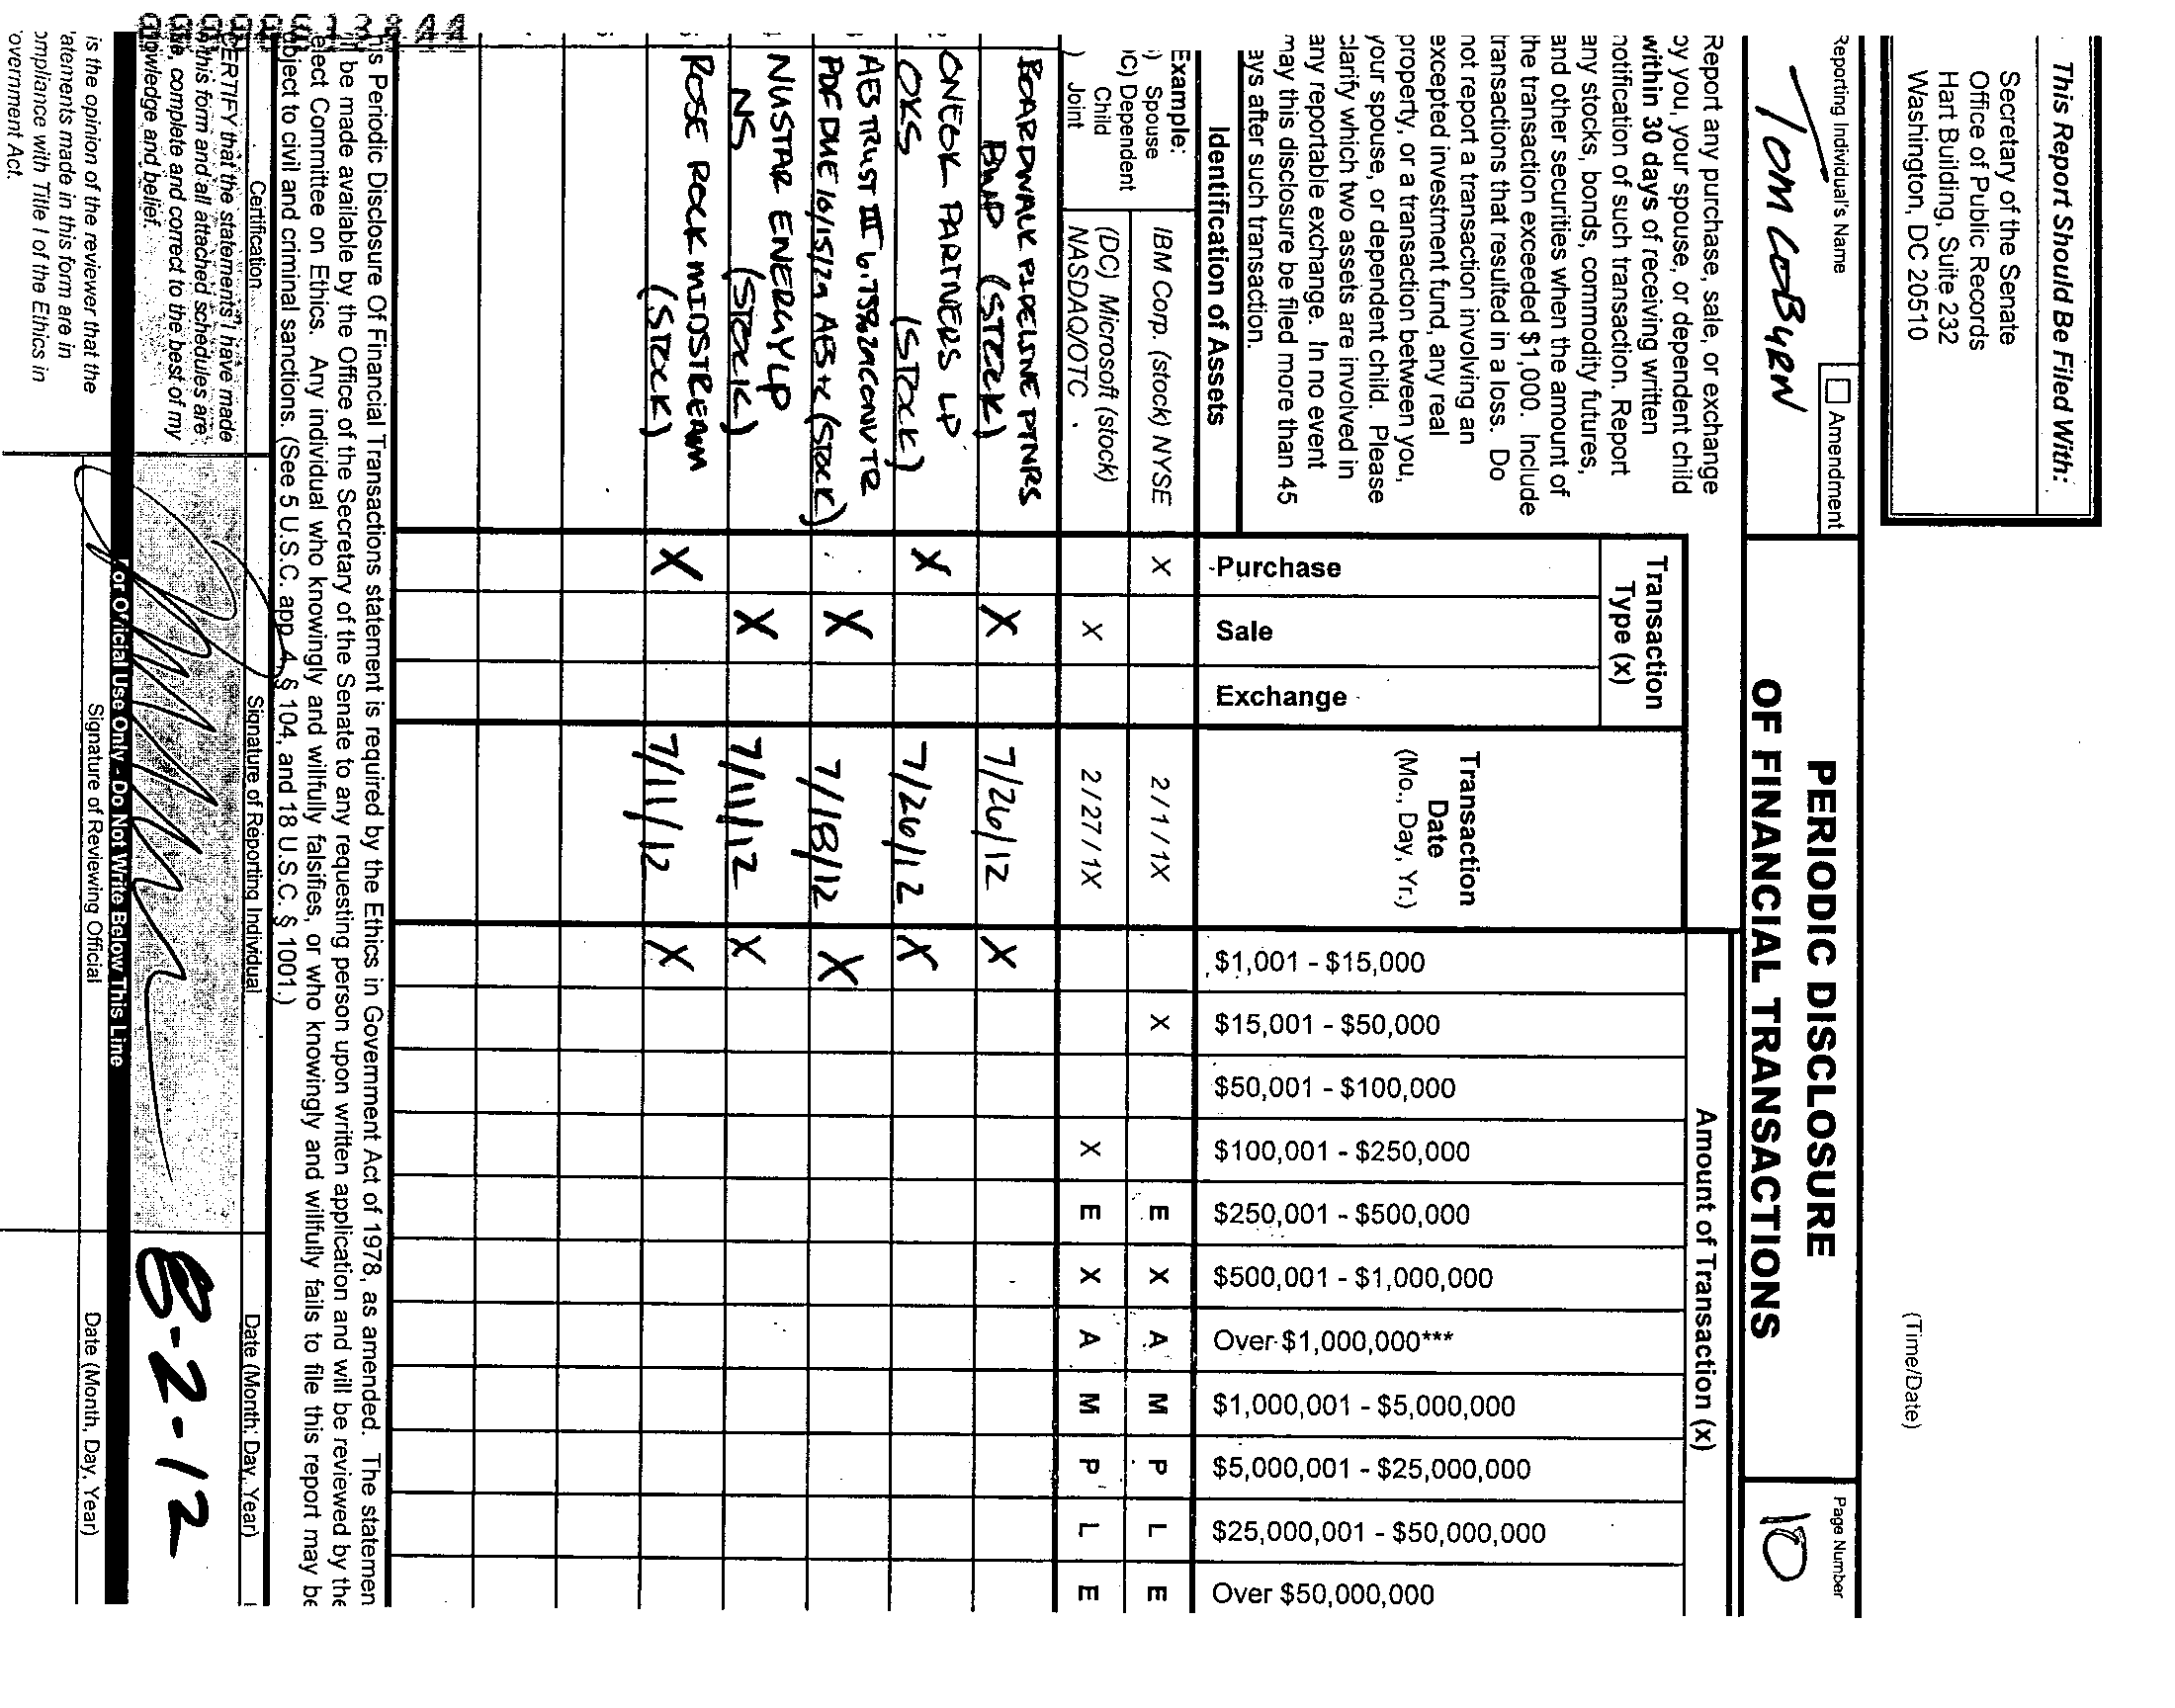 This Report Should Be Filed With:
Secretary of the Senate
Office of Public Records
Hart Building, Suite 232
Washington, DC 20510
(Time/Date)
Reporting Individual's Name
Amendment
TOM COBURN
PERIODIC DISCLOSURE
OF FINANCIAL TRANSACTIONS
Page Number
10
Report any purchase, sale, or exchange
by you, your spouse, or dependent child
within 30 days of receiving written
notification of such transaction. Report
any stocks, bonds, commodity futures,
and other securities when the amount of
the transaction exceeded $1,000. Include
transactions that resulted in a loss. Do
not report a transaction involving an
excepted investment fund, any real
property, or a transaction between you,
your spouse, or dependent child. Please
clarify which two assets are involved in
any reportable exchange. In no event
may this disclosure be filed more than 45
ays after such transaction.
Identification of Assets
Transaction
Type (x)
Purchase
Sale
Exchange
Transaction
Date
(Mo., Day, Yr.)
Amount of Transaction (x)
$1,001 - $15,000
$15,001 - $50,000
$50,001 - $100,000
$100,001 - $250,000
$250,001 - $500,000
$500,001 - $1,000,000
Over $1,000,000***
$1,000,001 - $5,000,000
$5,000,001 - $25,000,000
$25,000,001 - $50,000,000
Over $50,000,000
Example:
) Spouse
C) Dependent
Child
) Joint
IBM Corp. (stock) NYSE X 2 / 1 / 1X X E X A M P L E
(DC) Microsoft (stock)
NASDAQ/OTC X 2 / 27 / 1X X E X A M P L E
BOARDWALK PIPELINE PTNRS
BWP (STOCK) X 7/26/12 X
ONEOK PARTNERS LP
OKS (STOCK) X 7/26/12 X
AES TRUST III 6.75% 2A CONV TR
PDF DUE 10/15/29 AES+C (STOCK) X 7/18/12 X
NUSTAR ENERGY LP
NS (STOCK) X 7/11/12 X
ROSE ROCK MIDSTREAM
(STOCK) X 7/11/12 X
his Periodic Disclosure Of Financial Transactions statement is required by the Ethics in Government Act of 1978, as amended. The statemen
ll be made available by the Office of the Secretary of the Senate to any requesting person upon written application and will be reviewed by the
elect Committee on Ethics. Any individual who knowingly and willfully falsifies, or who knowingly and willfully fails to file this report may be
bject to civil and criminal sanctions. (See 5 U.S.C. app. 4, § 104, and 18 U.S.C. § 1001.)
Certification
Signature of Reporting Individual
Date (Month, Day, Year)
CERTIFY that the statements I have made
n this form and all attached schedules are
ue, complete and correct to the best of my
nowledge and belief.
8-2-12
For Official Use Only - Do Not Write Below This Line
is the opinion of the reviewer that the
atements made in this form are in
ompliance with Title I of the Ethics in
overnment Act.
Signature of Reviewing Official
Date (Month, Day, Year)